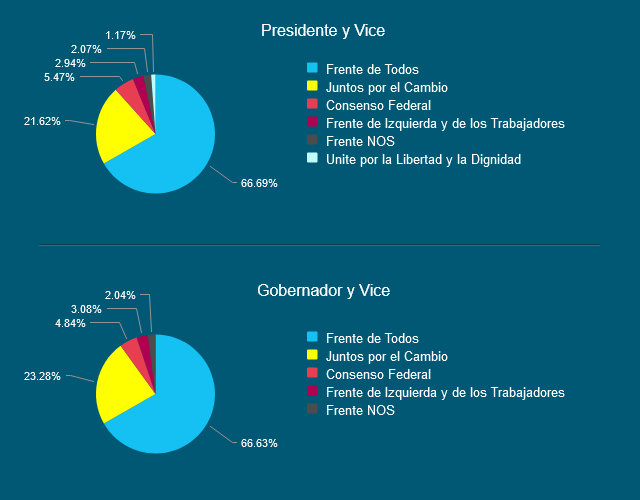 Presidente y Vice
1.17%
2.07%
2.94%
5.47%
21.62%
66.69%
Frente de Todos
Juntos por el Cambio
Consenso Federal
Frente de Izquierda y de los Trabajadores
Frente NOS
Unite por la Libertad y la Dignidad
Gobernador y Vice
2.04%
3.08%
4.84%
23.28%
66.63%
Frente de Todos
Juntos por el Cambio
Consenso Federal
Frente de Izquierda y de los Trabajadores
Frente NOS